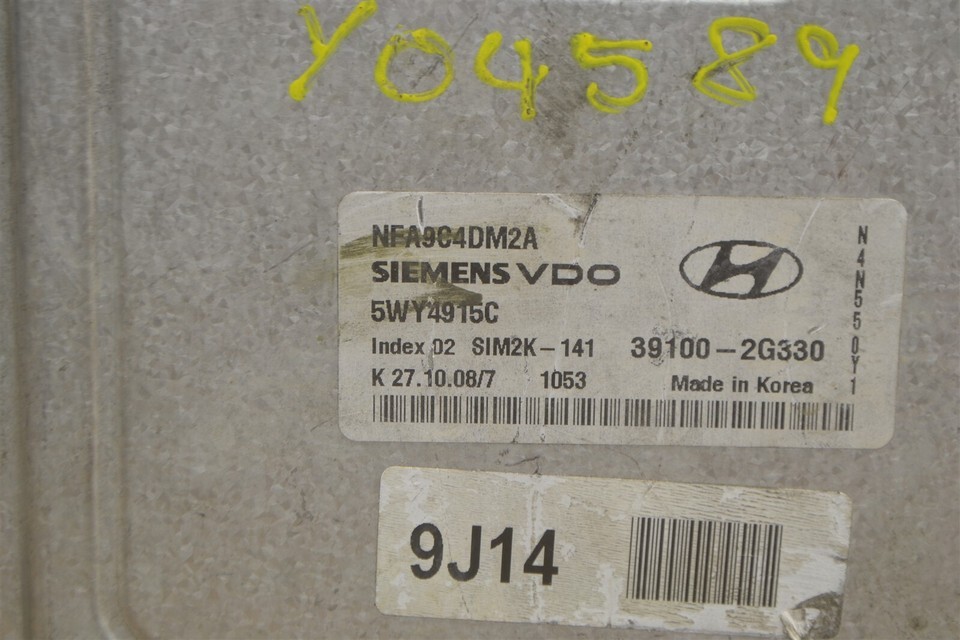 Y04589
NFA9C4DM2A
SIEMENS VDO
5WY4915C
Index 02 SIM2K-141 39100-2G330
K 27.10.08/7 1053 Made in Korea
N4N550Y1
9J14